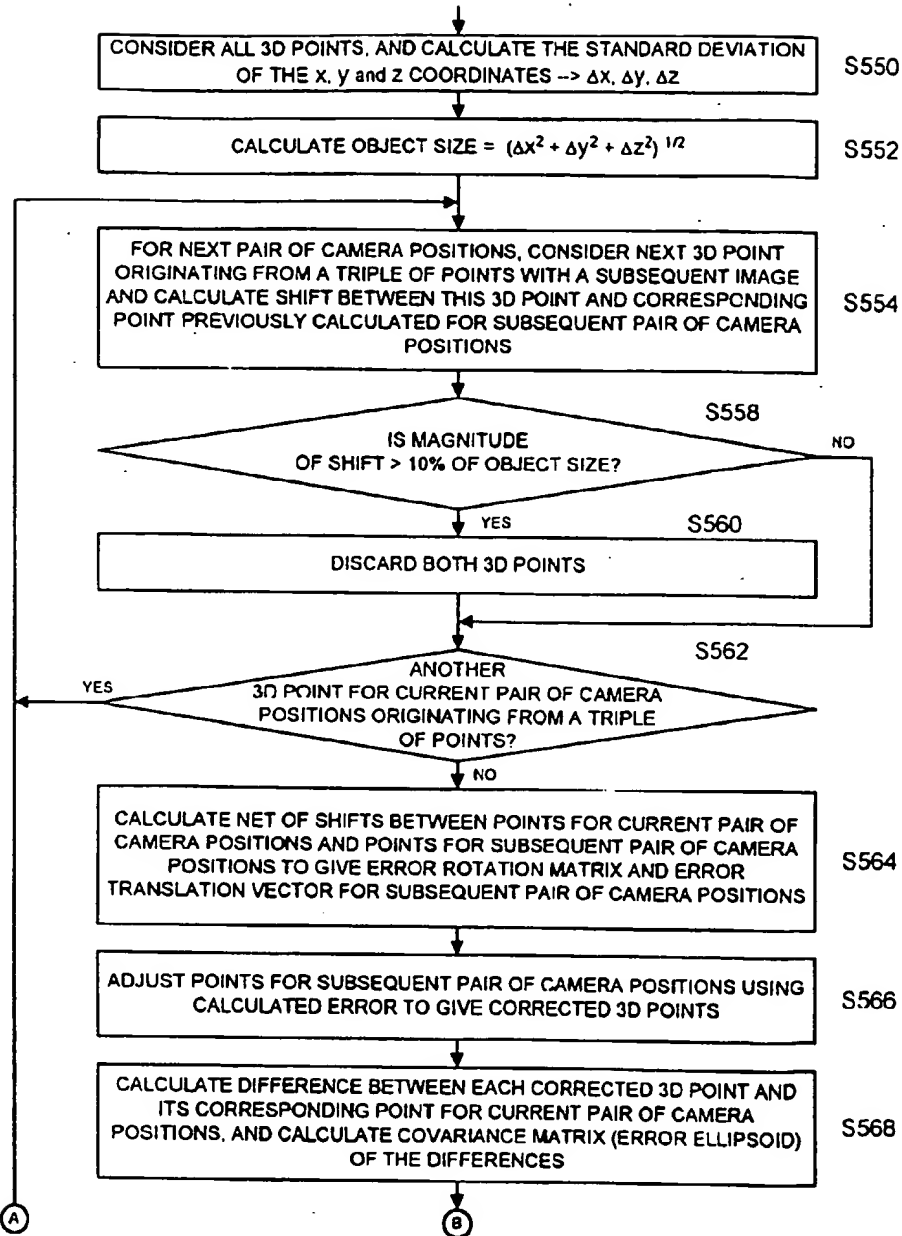 CONSIDER ALL 3D POINTS, AND CALCULATE THE STANDARD DEVIATION
OF THE x, y and z COORDINATES --> Δx, Δy, Δz
S550
CALCULATE OBJECT SIZE = (Δx² + Δy² + Δz²) ¹/²
S552
FOR NEXT PAIR OF CAMERA POSITIONS, CONSIDER NEXT 3D POINT
ORIGINATING FROM A TRIPLE OF POINTS WITH A SUBSEQUENT IMAGE
AND CALCULATE SHIFT BETWEEN THIS 3D POINT AND CORRESPONDING
POINT PREVIOUSLY CALCULATED FOR SUBSEQUENT PAIR OF CAMERA
POSITIONS
S554
S558
IS MAGNITUDE
OF SHIFT > 10% OF OBJECT SIZE?
NO
YES
S560
DISCARD BOTH 3D POINTS
S562
ANOTHER
3D POINT FOR CURRENT PAIR OF CAMERA
POSITIONS ORIGINATING FROM A TRIPLE
OF POINTS?
YES
NO
CALCULATE NET OF SHIFTS BETWEEN POINTS FOR CURRENT PAIR OF
CAMERA POSITIONS AND POINTS FOR SUBSEQUENT PAIR OF CAMERA
POSITIONS TO GIVE ERROR ROTATION MATRIX AND ERROR
TRANSLATION VECTOR FOR SUBSEQUENT PAIR OF CAMERA POSITIONS
S564
ADJUST POINTS FOR SUBSEQUENT PAIR OF CAMERA POSITIONS USING
CALCULATED ERROR TO GIVE CORRECTED 3D POINTS
S566
CALCULATE DIFFERENCE BETWEEN EACH CORRECTED 3D POINT AND
ITS CORRESPONDING POINT FOR CURRENT PAIR OF CAMERA
POSITIONS, AND CALCULATE COVARIANCE MATRIX (ERROR ELLIPSOID)
OF THE DIFFERENCES
S568
A
B